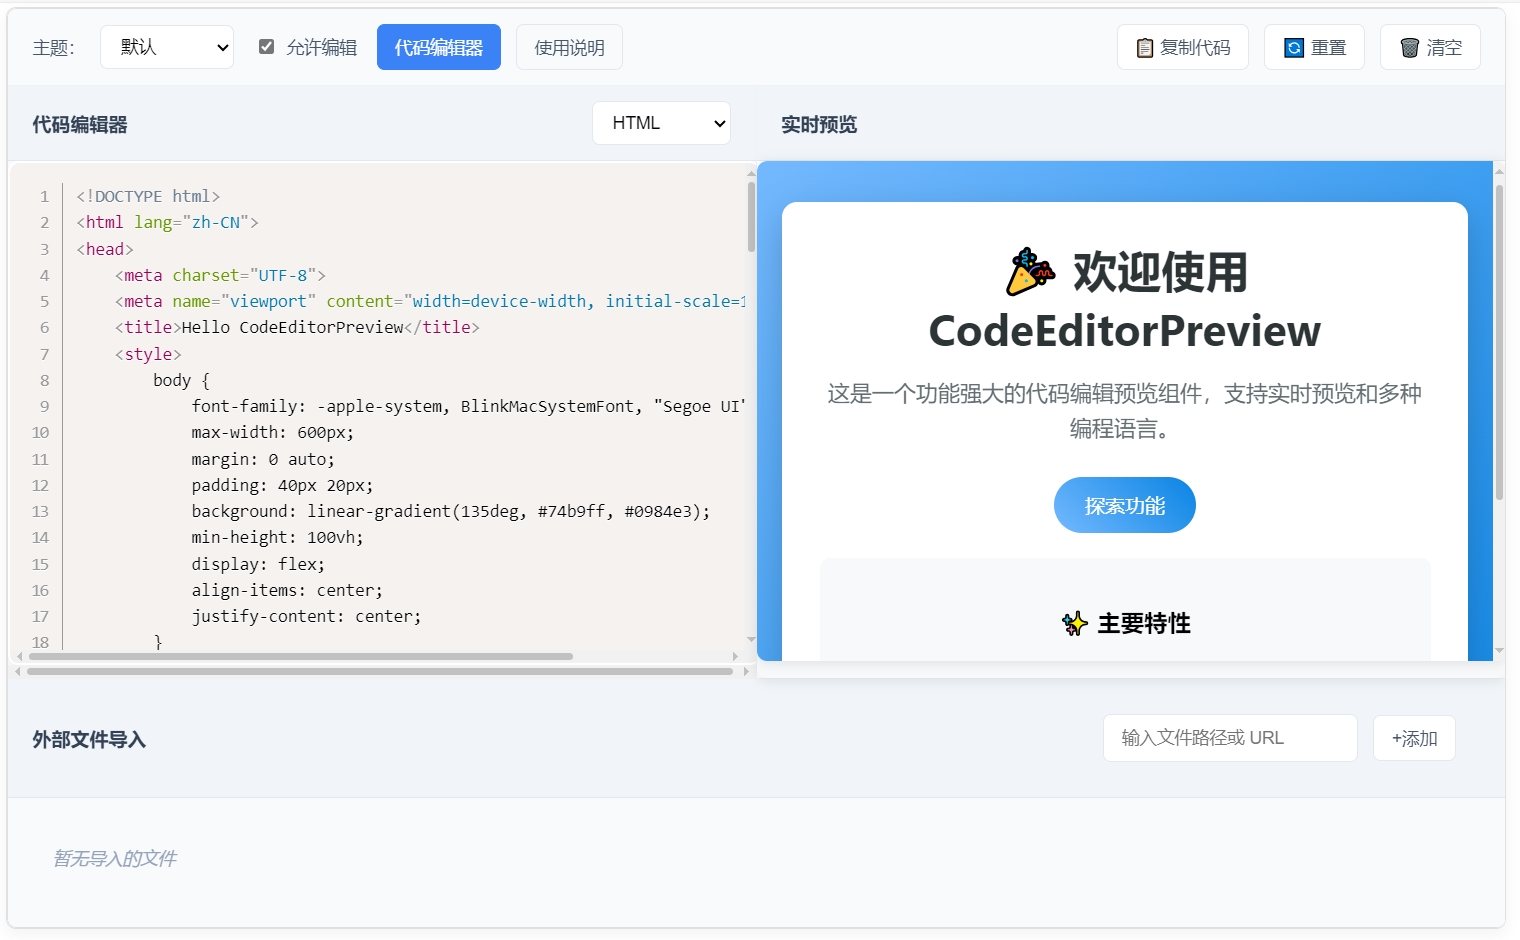 主题：
默认
允许编辑
代码编辑器
使用说明
复制代码
重置
清空
代码编辑器
HTML
实时预览
1 <!DOCTYPE html>
2 <html lang="zh-CN">
3 <head>
4     <meta charset="UTF-8">
5     <meta name="viewport" content="width=device-width, initial-scale=1
6     <title>Hello CodeEditorPreview</title>
7     <style>
8         body {
9             font-family: -apple-system, BlinkMacSystemFont, "Segoe UI"
10             max-width: 600px;
11             margin: 0 auto;
12             padding: 40px 20px;
13             background: linear-gradient(135deg, #74b9ff, #0984e3);
14             min-height: 100vh;
15             display: flex;
16             align-items: center;
17             justify-content: center;
18         }
🎉 欢迎使用
CodeEditorPreview
这是一个功能强大的代码编辑预览组件，支持实时预览和多种
编程语言。
探索功能
✨ 主要特性
外部文件导入
输入文件路径或 URL
+添加
暂无导入的文件